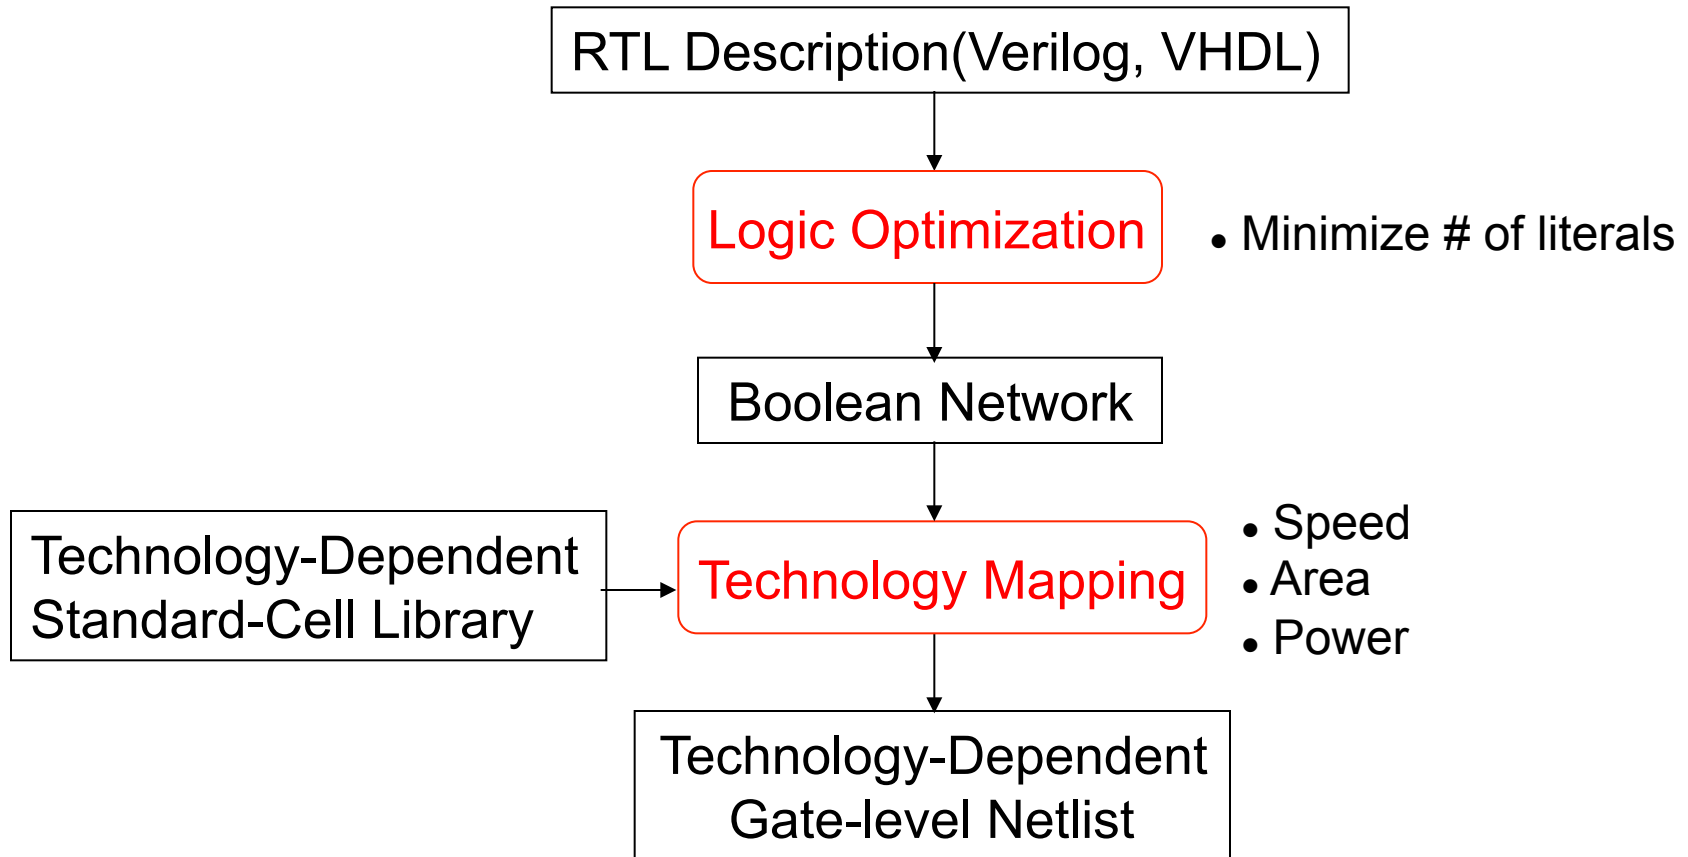 RTL Description(Verilog, VHDL)
Logic Optimization
• Minimize # of literals
Boolean Network
Technology-Dependent
Standard-Cell Library
Technology Mapping
• Speed
• Area
• Power
Technology-Dependent
Gate-level Netlist